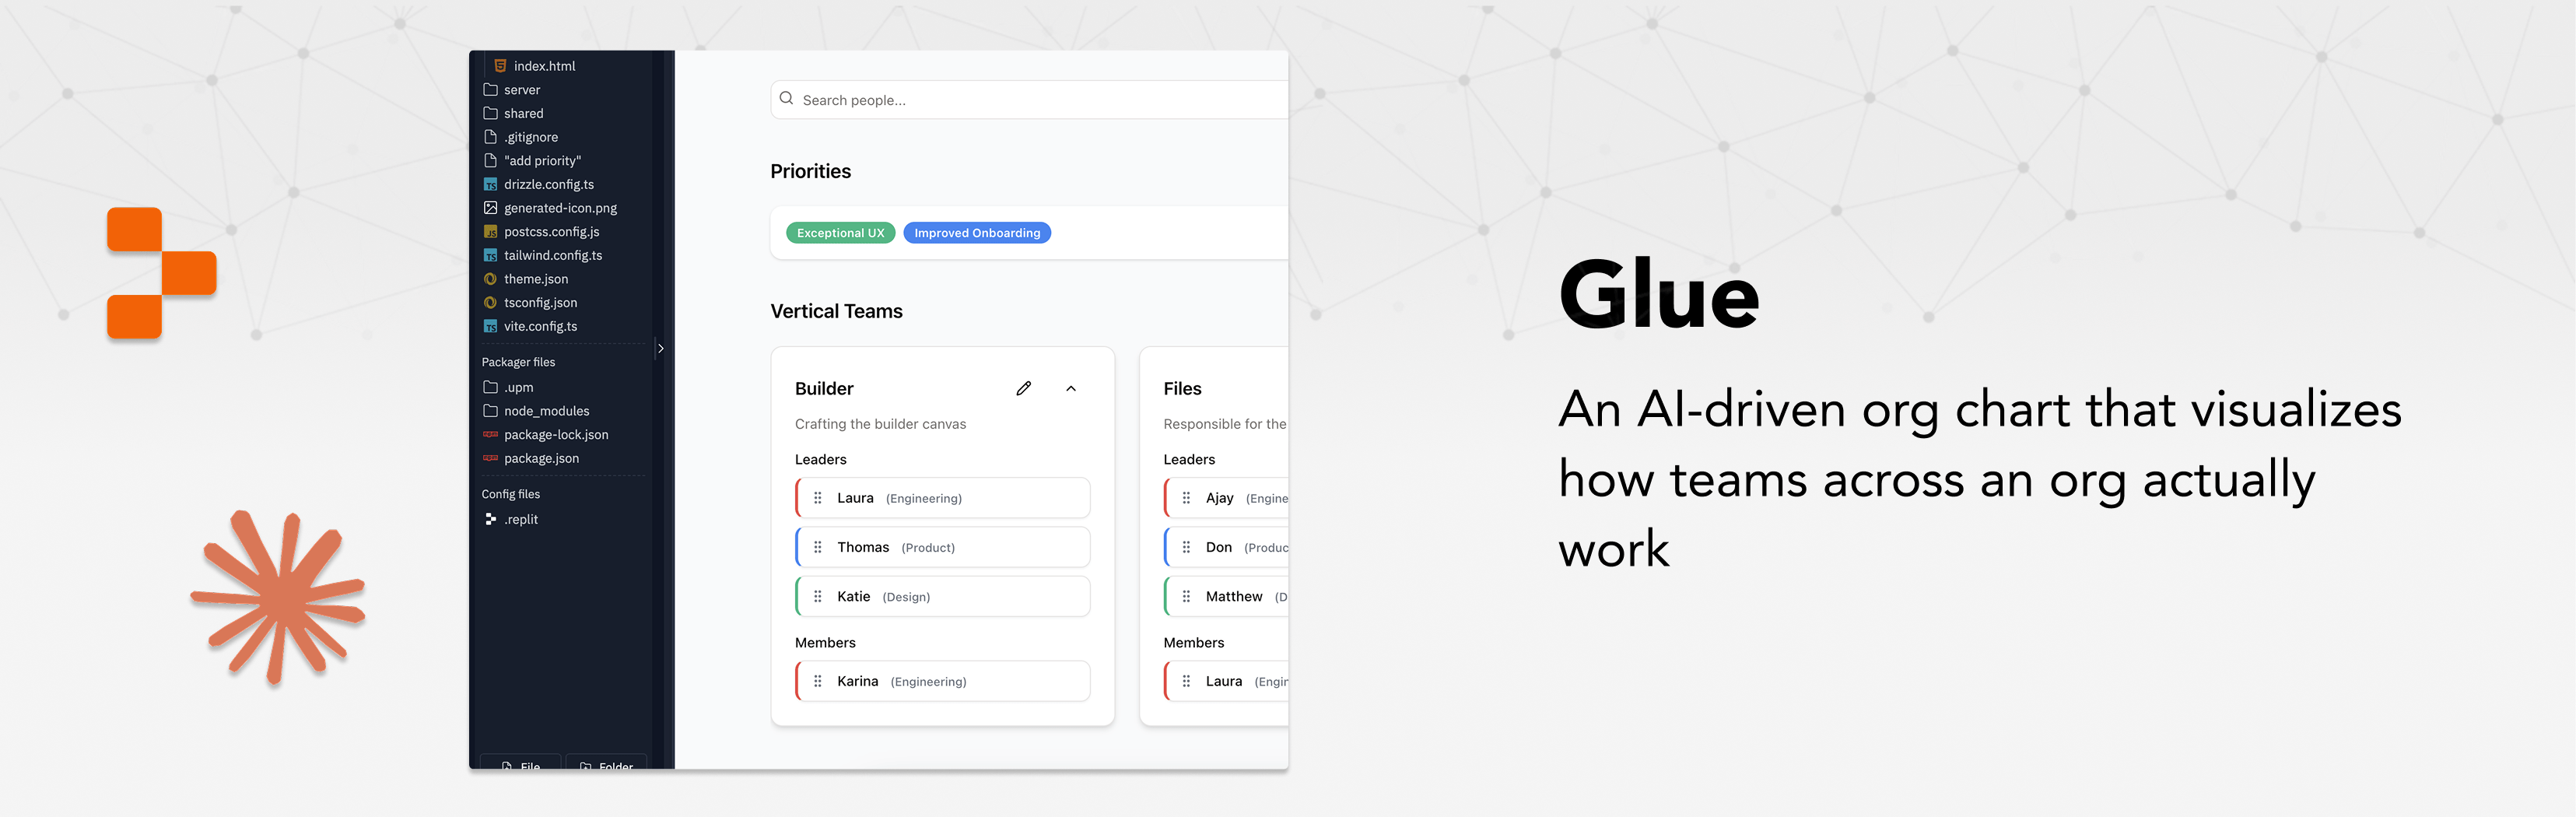 index.html
server
shared
.gitignore
"add priority"
drizzle.config.ts
generated-icon.png
postcss.config.js
tailwind.config.ts
theme.json
tsconfig.json
vite.config.ts
Packager files
.upm
node_modules
package-lock.json
package.json
Config files
.replit
File
Folder
Search people...
Priorities
Exceptional UX
Improved Onboarding
Vertical Teams
Builder
Crafting the builder canvas
Leaders
Laura (Engineering)
Thomas (Product)
Katie (Design)
Members
Karina (Engineering)
Files
Responsible for the
Leaders
Ajay (Engine
Don (Produc
Matthew (D
Members
Laura (Engin
Glue
An AI-driven org chart that visualizes
how teams across an org actually
work